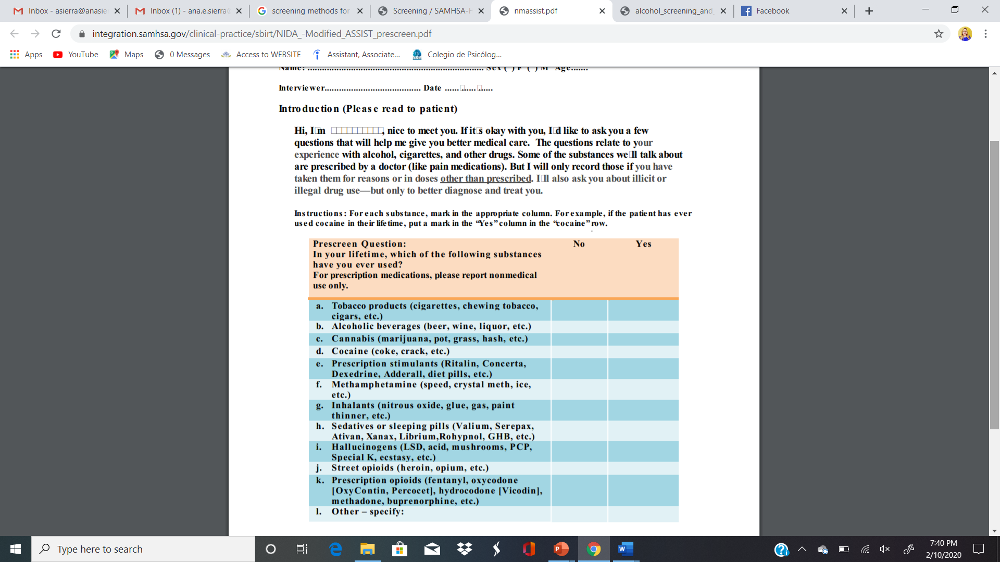 Inbox - asierra@anasie
Inbox (1) - ana.e.sierra@
screening methods for
Screening / SAMHSA-H
nmassist.pdf
alcohol_screening_and
Facebook
integration.samhsa.gov/clinical-practice/sbirt/NIDA_-Modified_ASSIST_prescreen.pdf
Apps
YouTube
Maps
0 Messages
Access to WEBSITE
Assistant, Associate...
Colegio de Psicólog...
Name: .......................................................................... Sex ( ) F ( ) M Age.......
Interviewer........................................ Date ......□......□......
Introduction (Please read to patient)
Hi, I□m □□□□□□□□□□, nice to meet you. If it□s okay with you, I□d like to ask you a few
questions that will help me give you better medical care. The questions relate to your
experience with alcohol, cigarettes, and other drugs. Some of the substances we□ll talk about
are prescribed by a doctor (like pain medications). But I will only record those if you have
taken them for reasons or in doses other than prescribed. I□ll also ask you about illicit or
illegal drug use—but only to better diagnose and treat you.
Instructions: For each substance, mark in the appropriate column. For example, if the patient has ever
used cocaine in their lifetime, put a mark in the “Yes” column in the “cocaine” row.
Prescreen Question: No Yes
In your lifetime, which of the following substances
have you ever used?
For prescription medications, please report nonmedical
use only.
a. Tobacco products (cigarettes, chewing tobacco,
cigars, etc.)
b. Alcoholic beverages (beer, wine, liquor, etc.)
c. Cannabis (marijuana, pot, grass, hash, etc.)
d. Cocaine (coke, crack, etc.)
e. Prescription stimulants (Ritalin, Concerta,
Dexedrine, Adderall, diet pills, etc.)
f. Methamphetamine (speed, crystal meth, ice,
etc.)
g. Inhalants (nitrous oxide, glue, gas, paint
thinner, etc.)
h. Sedatives or sleeping pills (Valium, Serepax,
Ativan, Xanax, Librium,Rohypnol, GHB, etc.)
i. Hallucinogens (LSD, acid, mushrooms, PCP,
Special K, ecstasy, etc.)
j. Street opioids (heroin, opium, etc.)
k. Prescription opioids (fentanyl, oxycodone
[OxyContin, Percocet], hydrocodone [Vicodin],
methadone, buprenorphine, etc.)
l. Other – specify:
Type here to search
7:40 PM
2/10/2020